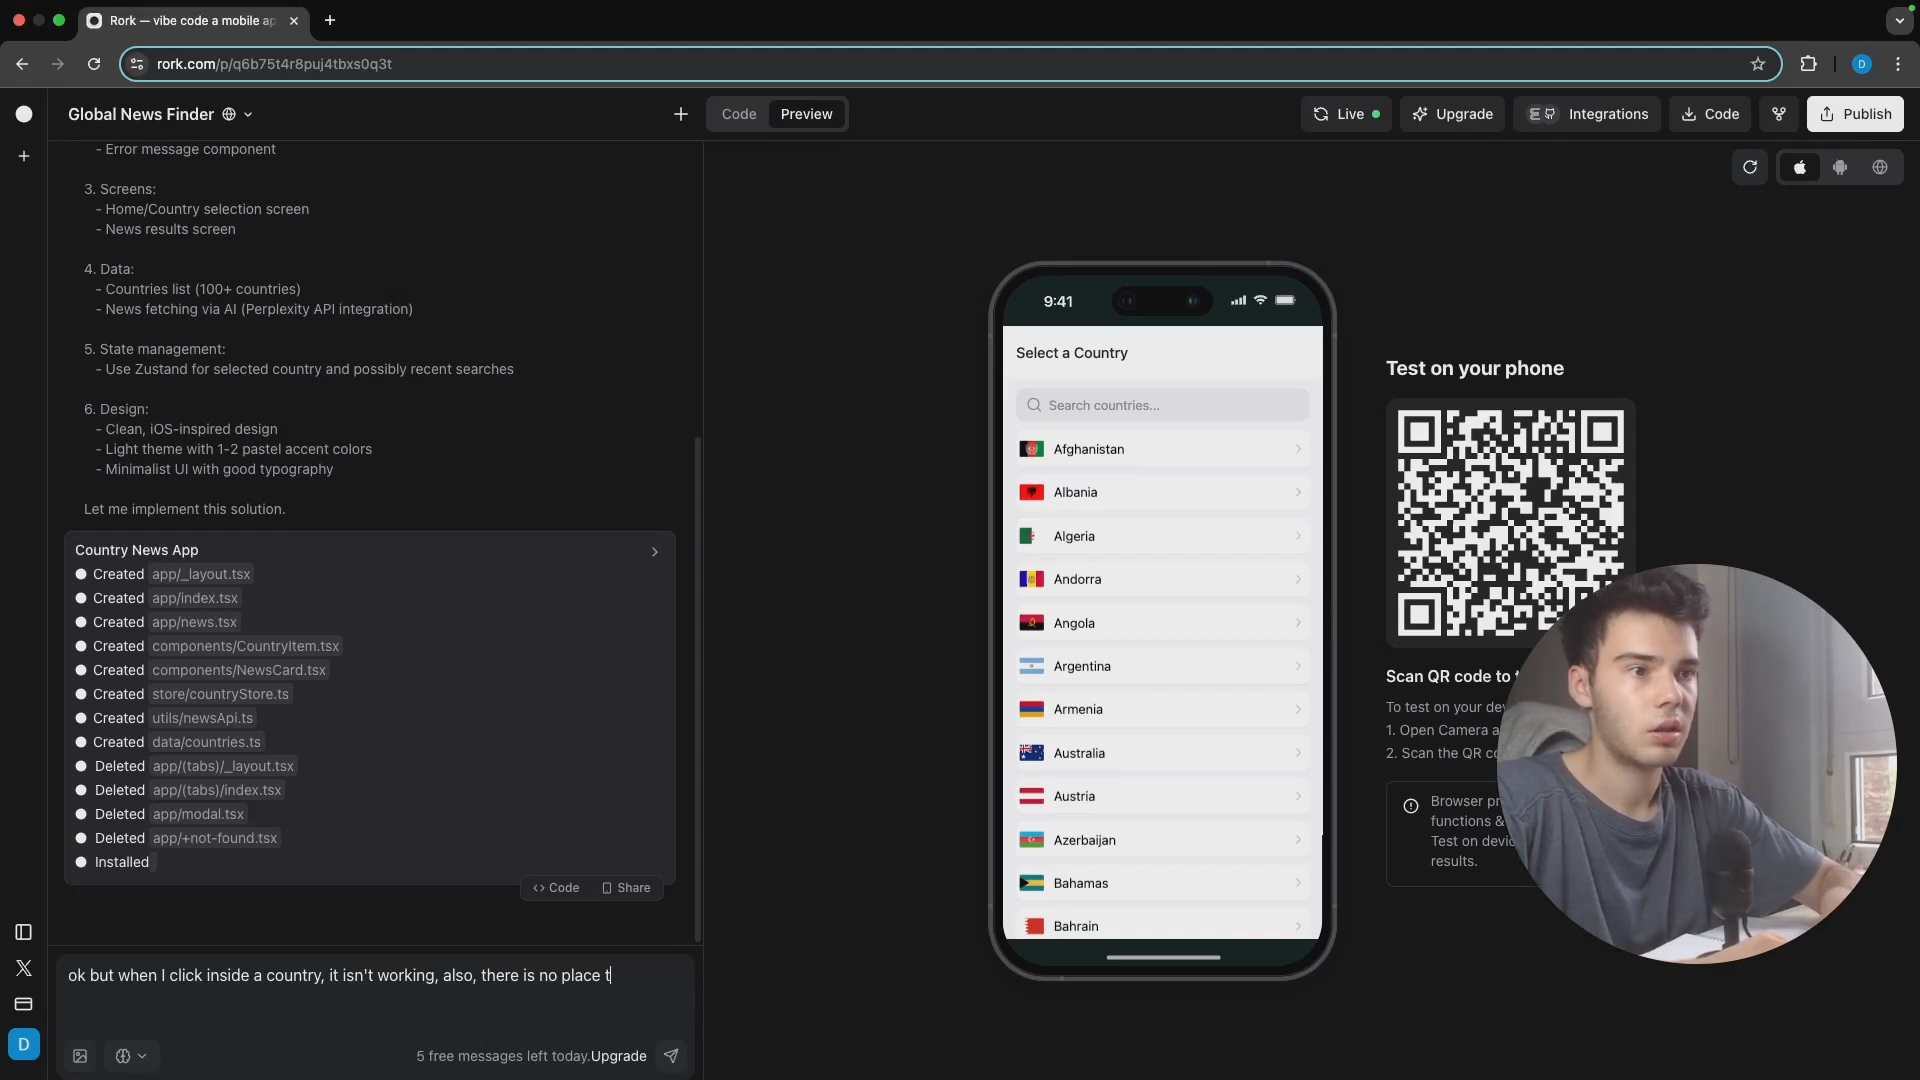 Rork — vibe code a mobile ap
rork.com/p/q6b75t4r8puj4tbxs0q3t
D
Global News Finder
Code
Preview
Live
Upgrade
Integrations
Code
Publish
- Error message component
3. Screens:
- Home/Country selection screen
- News results screen
4. Data:
- Countries list (100+ countries)
- News fetching via AI (Perplexity API integration)
5. State management:
- Use Zustand for selected country and possibly recent searches
6. Design:
- Clean, iOS-inspired design
- Light theme with 1-2 pastel accent colors
- Minimalist UI with good typography
Let me implement this solution.
Country News App
Created app/_layout.tsx
Created app/index.tsx
Created app/news.tsx
Created components/CountryItem.tsx
Created components/NewsCard.tsx
Created store/countryStore.ts
Created utils/newsApi.ts
Created data/countries.ts
Deleted app/(tabs)/_layout.tsx
Deleted app/(tabs)/index.tsx
Deleted app/modal.tsx
Deleted app/+not-found.tsx
Installed
Code
Share
ok but when I click inside a country, it isn't working, also, there is no place t
5 free messages left today. Upgrade
D
9:41
Select a Country
Search countries...
Afghanistan
Albania
Algeria
Andorra
Angola
Argentina
Armenia
Australia
Austria
Azerbaijan
Bahamas
Bahrain
Test on your phone
Scan QR code to
To test on your
1. Open Camera
2. Scan the QR
Browser
functions &
Test on
results.